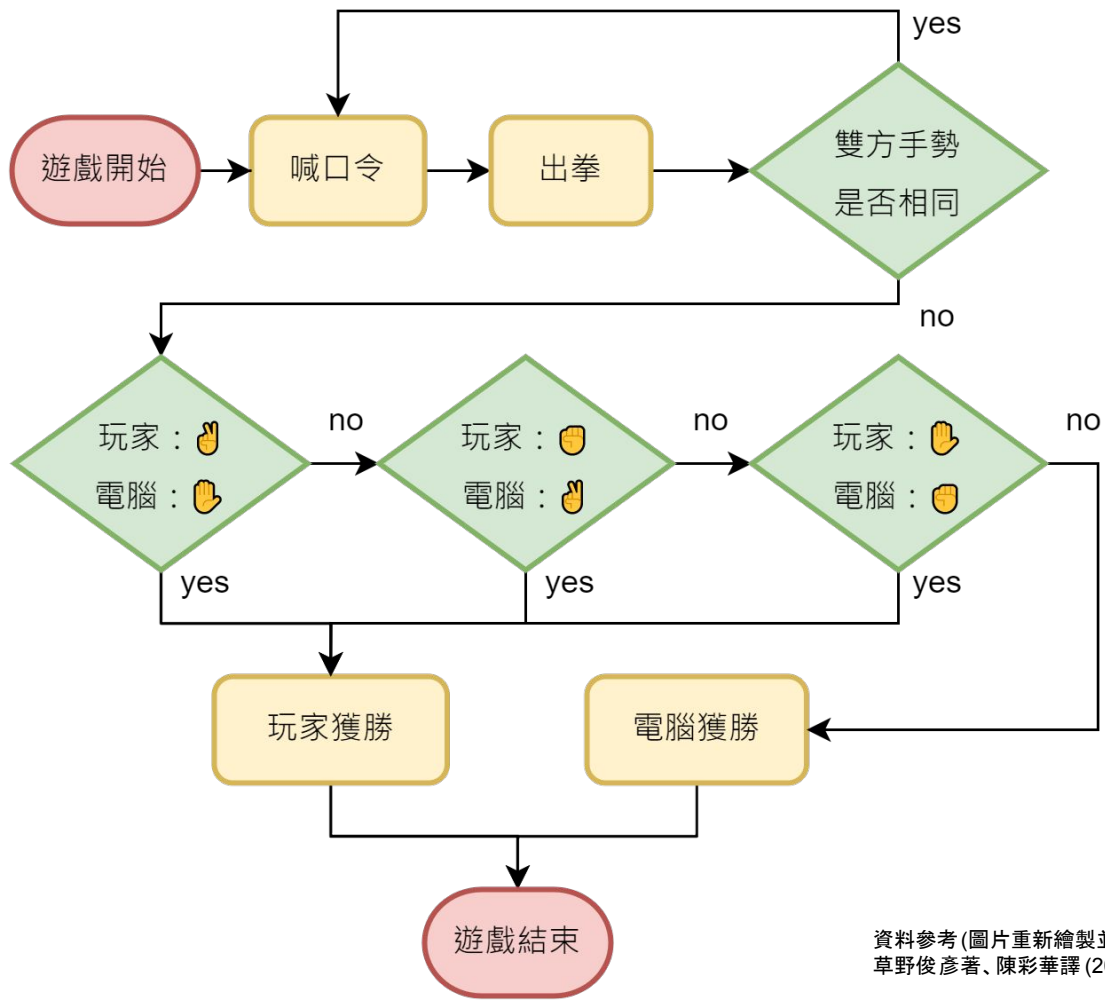 yes
遊戲開始
喊口令
出拳
雙方手勢
是否相同
no
玩家：✌
電腦：✋
no
玩家：✊
電腦：✌
no
玩家：✋
電腦：✊
no
yes
yes
yes
玩家獲勝
電腦獲勝
遊戲結束
資料參考(圖片重新繪製
草野俊彥著、陳彩華譯(20